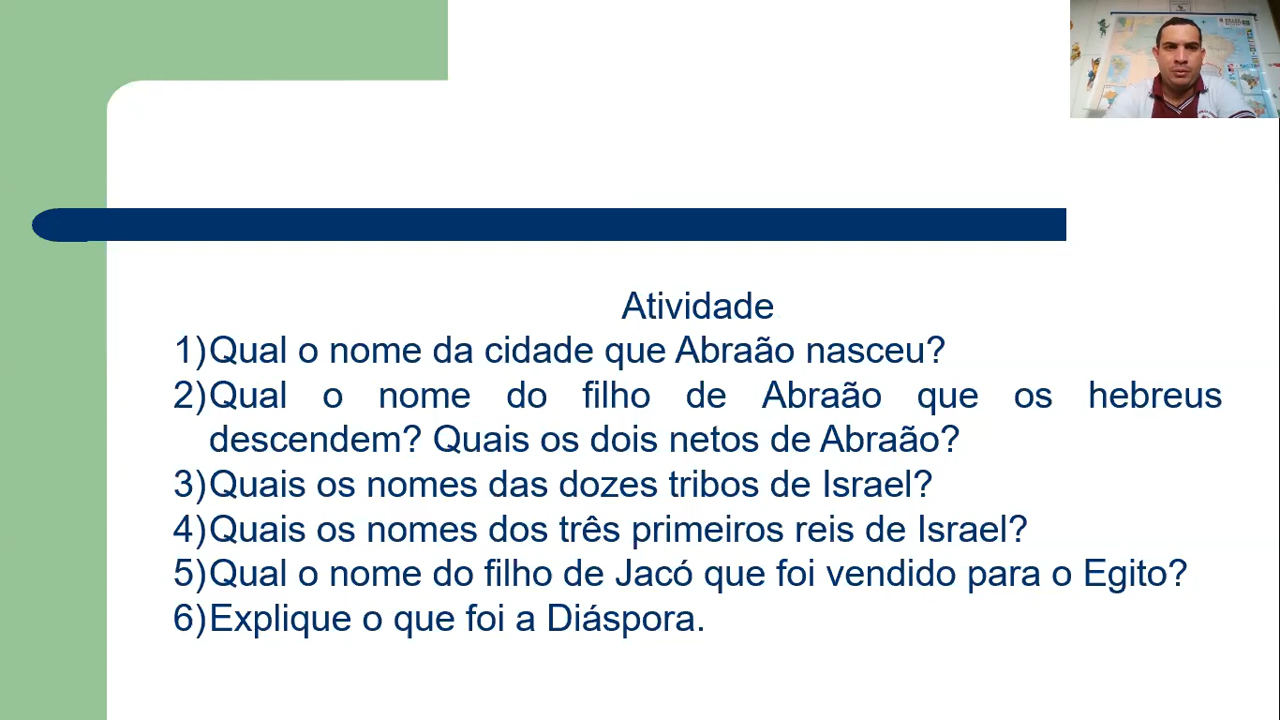 Atividade
1)Qual o nome da cidade que Abraão nasceu?
2)Qual o nome do filho de Abraão que os hebreus
descendem? Quais os dois netos de Abraão?
3)Quais os nomes das dozes tribos de Israel?
4)Quais os nomes dos três primeiros reis de Israel?
5)Qual o nome do filho de Jacó que foi vendido para o Egito?
6)Explique o que foi a Diáspora.